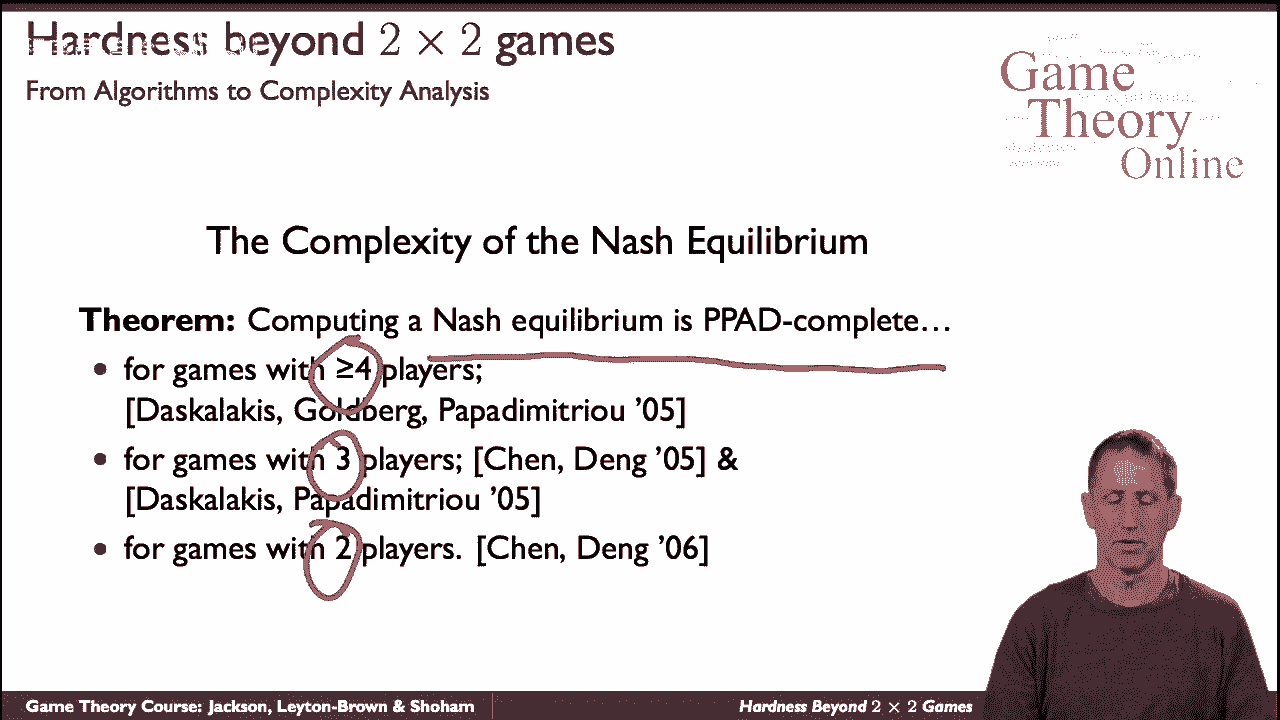 Hardness beyond 2 × 2 games
From Algorithms to Complexity Analysis
Game
Theory
Online
The Complexity of the Nash Equilibrium
Theorem: Computing a Nash equilibrium is PPAD-complete…
• for games with ≥4 players;
[Daskalakis, Goldberg, Papadimitriou ’05]
• for games with 3 players; [Chen, Deng ’05] &
[Daskalakis, Papadimitriou ’05]
• for games with 2 players. [Chen, Deng ’06]
Game Theory Course: Jackson, Leyton-Brown & Shoham
Hardness Beyond 2 × 2 Games